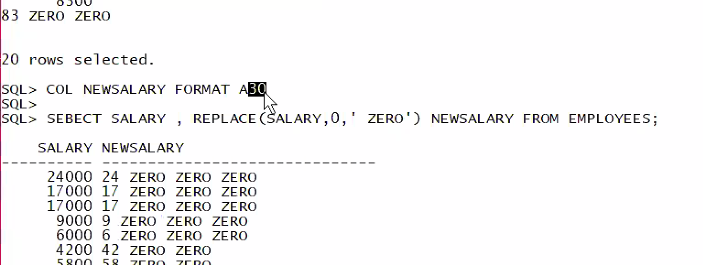 83 ZERO ZERO
20 rows selected.
SQL> COL NEWSALARY FORMAT A30
SQL>
SQL> SEBECT SALARY , REPLACE(SALARY,0,' ZERO') NEWSALARY FROM EMPLOYEES;
SALARY NEWSALARY
---------- ------------------------------
24000 24 ZERO ZERO ZERO
17000 17 ZERO ZERO ZERO
17000 17 ZERO ZERO ZERO
9000 9 ZERO ZERO ZERO
6000 6 ZERO ZERO ZERO
4200 42 ZERO ZERO
5800 58 ZERO ZERO